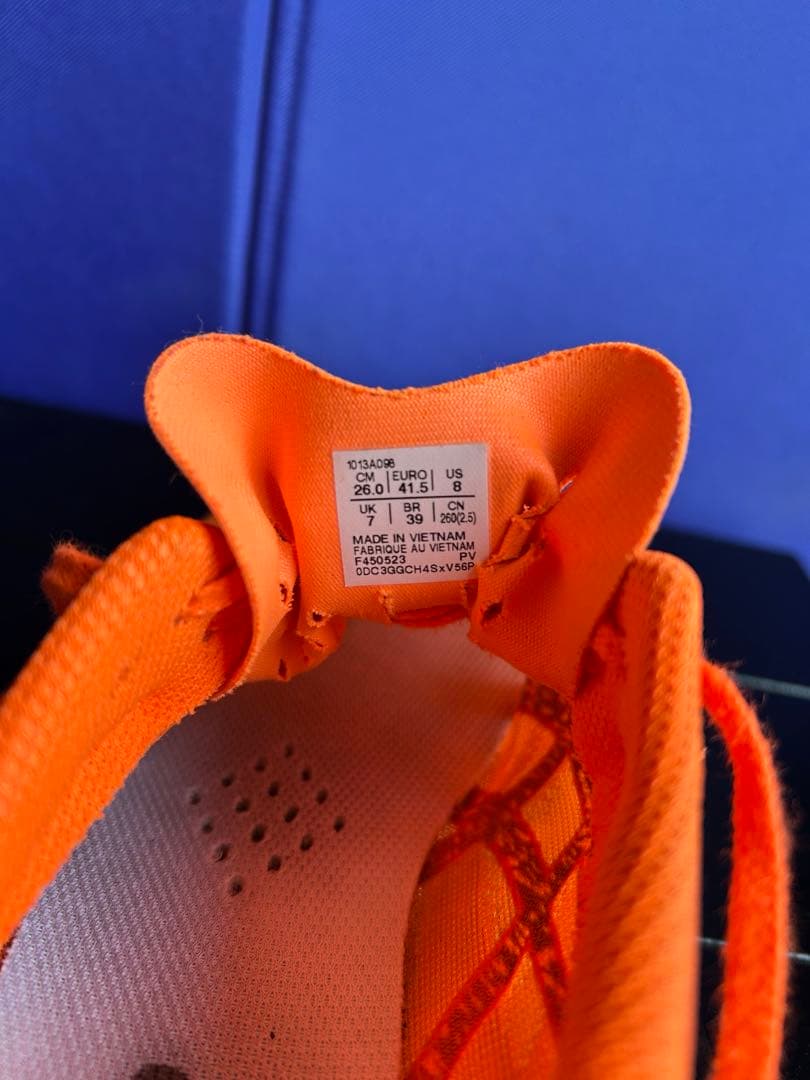 1013A098
CM EURO US
26.0 41.5 8
UK BR CN
7 39 260(2.5)
MADE IN VIETNAM
FABRIQUE AU VIETNAM
F450523 PV
0DC3GGCH4SxV56P